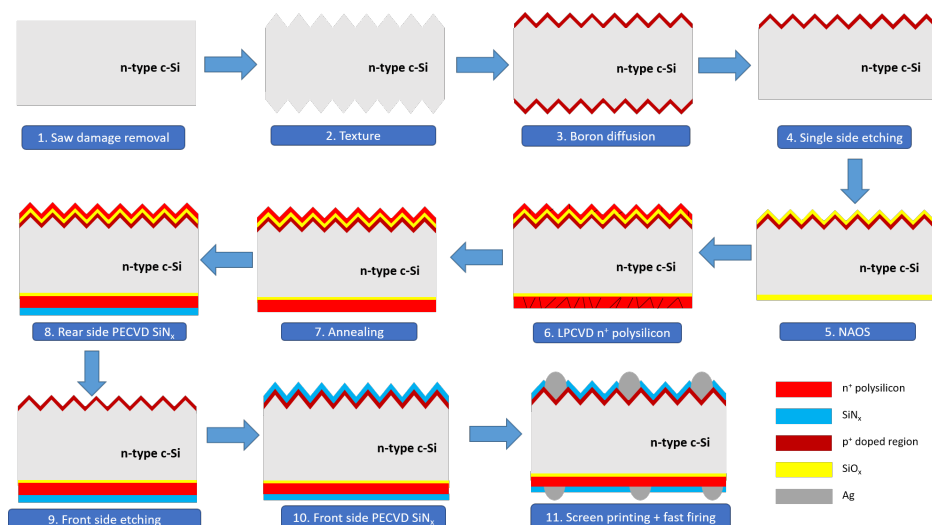 n-type c-Si
n-type c-Si
n-type c-Si
n-type c-Si
1. Saw damage removal
2. Texture
3. Boron diffusion
4. Single side etching
n-type c-Si
n-type c-Si
n-type c-Si
n-type c-Si
8. Rear side PECVD SiNₓ
7. Annealing
6. LPCVD n⁺ polysilicon
5. NAOS
n-type c-Si
n-type c-Si
n-type c-Si
9. Front side etching
10. Front side PECVD SiNₓ
11. Screen printing + fast firing
n⁺ polysilicon
SiNₓ
p⁺ doped region
SiOₓ
Ag